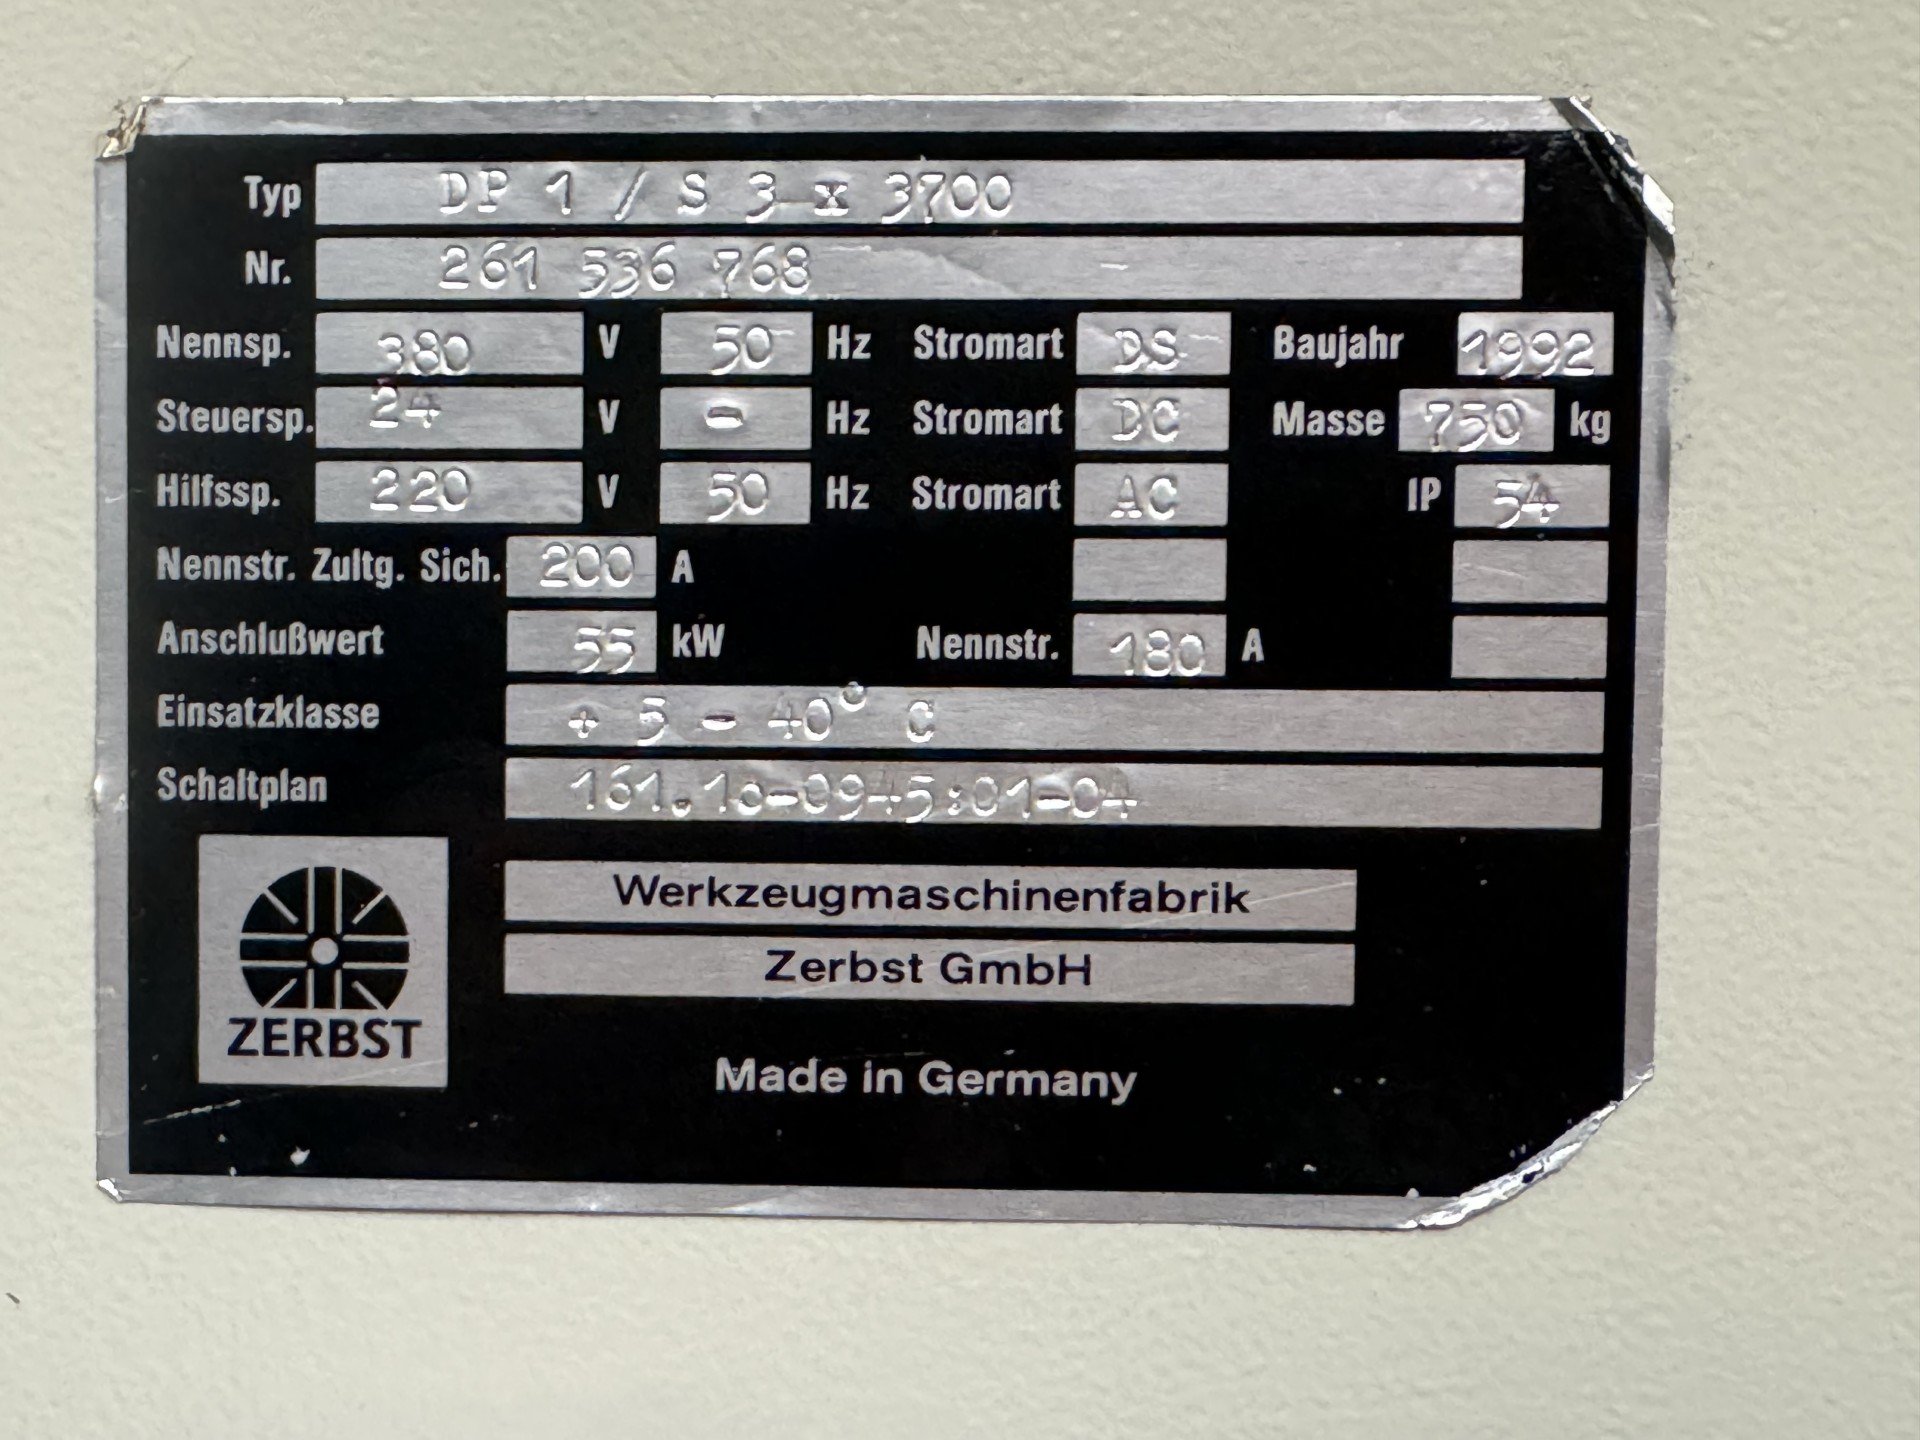 Typ DP 1 / S 3 x 3700
Nr. 261 536 768
Nennsp. 380 V 50 Hz Stromart DS Baujahr 1992
Steuersp. 24 V - Hz Stromart DC Masse 750 kg
Hilfssp. 220 V 50 Hz Stromart AC IP 54
Nennstr. Zultg. Sich. 200 A
Anschlußwert 55 kW Nennstr. 180 A
Einsatzklasse + 5 - 40° C
Schaltplan 161.10-0945:01-04
ZERBST
Werkzeugmaschinenfabrik
Zerbst GmbH
Made in Germany